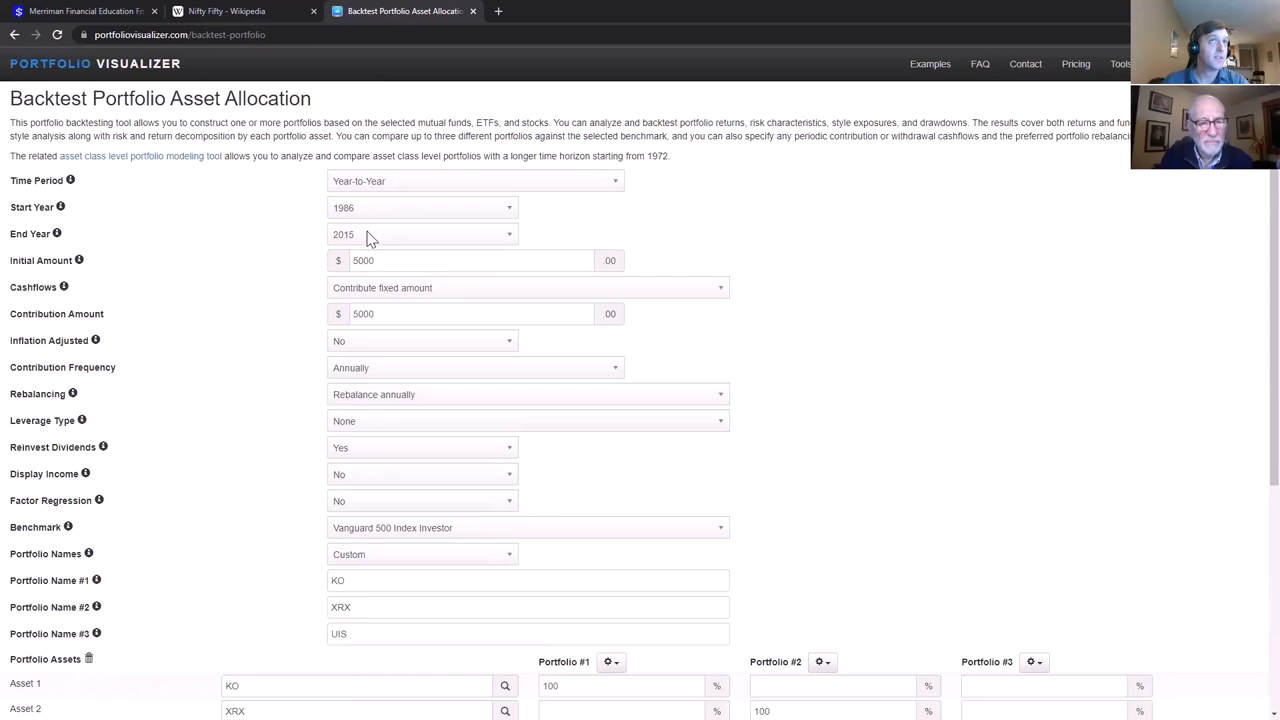 Merriman Financial Education Fo
Nifty Fifty - Wikipedia
Backtest Portfolio Asset Allocatio
portfoliovisualizer.com/backtest-portfolio
PORTFOLIO VISUALIZER
Examples FAQ Contact Pricing Tools
Backtest Portfolio Asset Allocation
This portfolio backtesting tool allows you to construct one or more portfolios based on the selected mutual funds, ETFs, and stocks. You can analyze and backtest portfolio returns, risk characteristics, style exposures, and drawdowns. The results cover both returns and fun
style analysis along with risk and return decomposition by each portfolio asset. You can compare up to three different portfolios against the selected benchmark, and you can also specify any periodic contribution or withdrawal cashflows and the preferred portfolio rebalanc
The related asset class level portfolio modeling tool allows you to analyze and compare asset class level portfolios with a longer time horizon starting from 1972.
Time Period Year-to-Year
Start Year 1986
End Year 2015
Initial Amount $ 5000 .00
Cashflows Contribute fixed amount
Contribution Amount $ 5000 .00
Inflation Adjusted No
Contribution Frequency Annually
Rebalancing Rebalance annually
Leverage Type None
Reinvest Dividends Yes
Display Income No
Factor Regression No
Benchmark Vanguard 500 Index Investor
Portfolio Names Custom
Portfolio Name #1 KO
Portfolio Name #2 XRX
Portfolio Name #3 UIS
Portfolio Assets Portfolio #1 Portfolio #2 Portfolio #3
Asset 1 KO 100 % % %
Asset 2 XRX % 100 % %